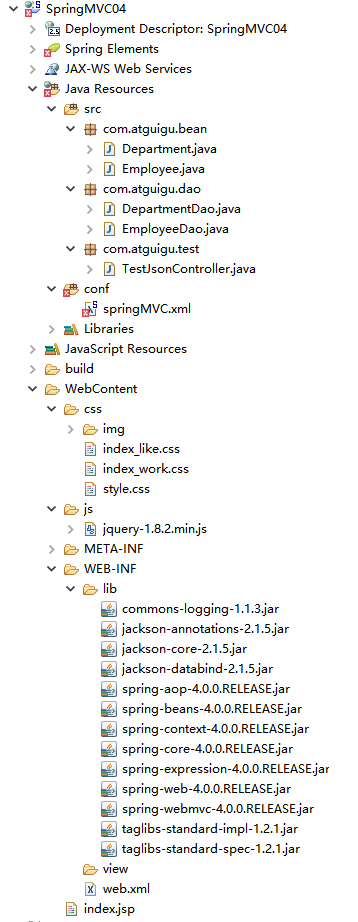 SpringMVC04
Deployment Descriptor: SpringMVC04
Spring Elements
JAX-WS Web Services
Java Resources
src
com.atguigu.bean
Department.java
Employee.java
com.atguigu.dao
DepartmentDao.java
EmployeeDao.java
com.atguigu.test
TestJsonController.java
conf
springMVC.xml
Libraries
JavaScript Resources
build
WebContent
css
img
index_like.css
index_work.css
style.css
js
jquery-1.8.2.min.js
META-INF
WEB-INF
lib
commons-logging-1.1.3.jar
jackson-annotations-2.1.5.jar
jackson-core-2.1.5.jar
jackson-databind-2.1.5.jar
spring-aop-4.0.0.RELEASE.jar
spring-beans-4.0.0.RELEASE.jar
spring-context-4.0.0.RELEASE.jar
spring-core-4.0.0.RELEASE.jar
spring-expression-4.0.0.RELEASE.jar
spring-web-4.0.0.RELEASE.jar
spring-webmvc-4.0.0.RELEASE.jar
taglibs-standard-impl-1.2.1.jar
taglibs-standard-spec-1.2.1.jar
view
web.xml
index.jsp